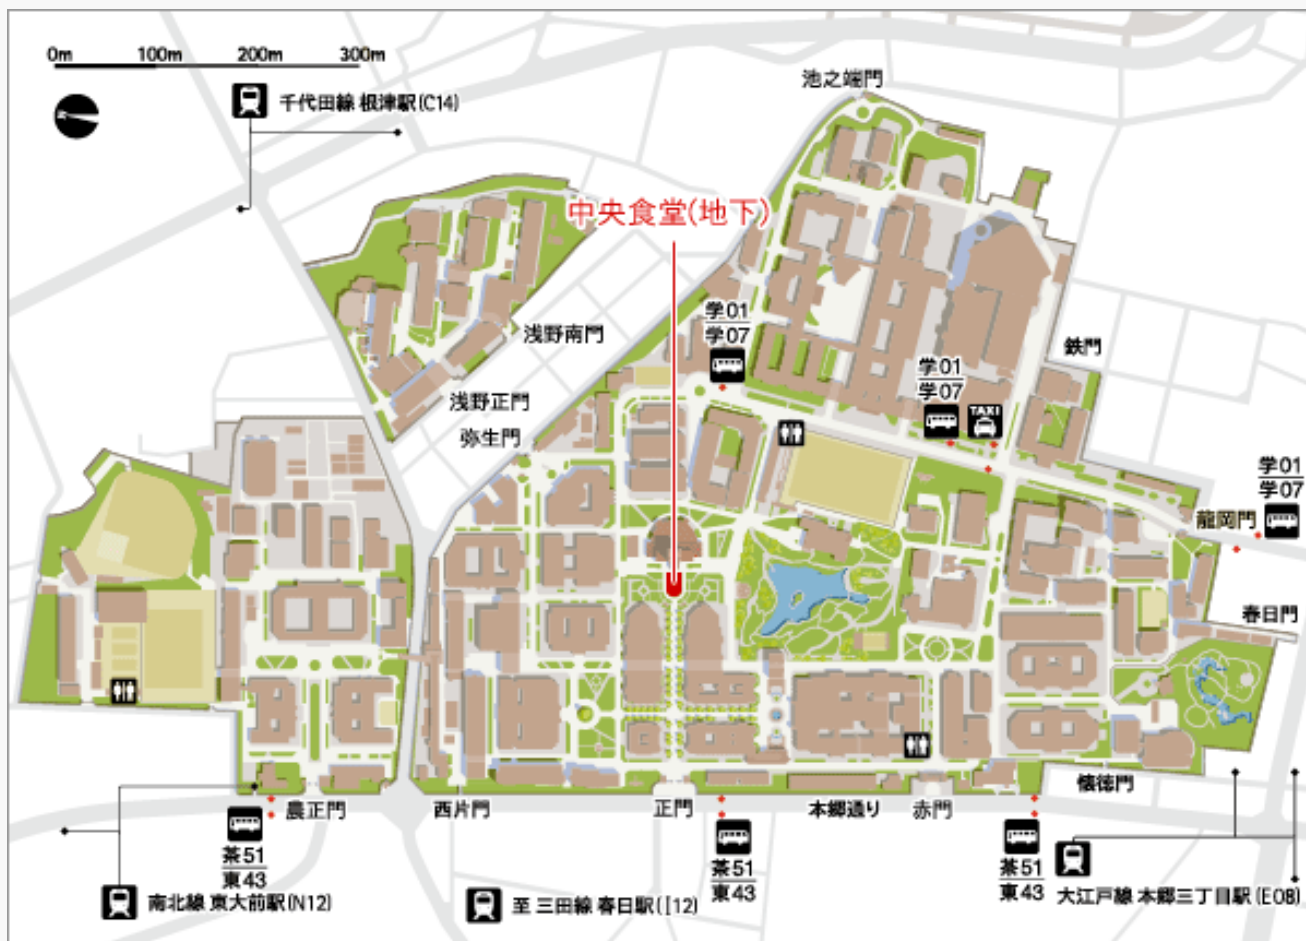 0m 100m 200m 300m
千代田線 根津駅(C14)
池之端門
中央食堂(地下)
浅野南門
学01
学07
鉄門
学01
学07
TAXI
浅野正門
弥生門
学01
学07
龍岡門
春日門
懐徳門
農正門
西片門
正門
本郷通り
赤門
茶51
東43
茶51
東43
茶51
東43
南北線 東大前駅(N12)
至 三田線 春日駅(I12)
大江戸線 本郷三丁目駅(E08)